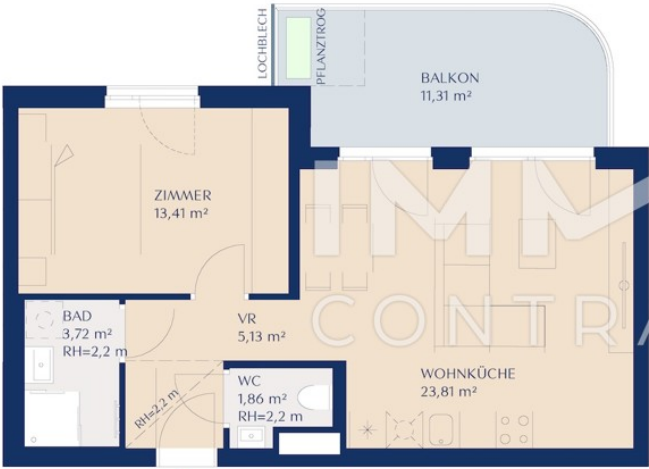 LOCHBLECH
PFLANZTROG
BALKON
11,31 m²
ZIMMER
13,41 m²
IMM
CONTRA
BAD
3,72 m²
RH=2,2 m
VR
5,13 m²
WC
1,86 m²
RH=2,2 m
RH=2,2 m
WOHNKÜCHE
23,81 m²